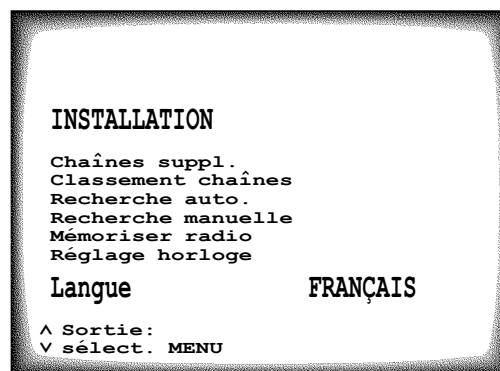 INSTALLATION
Chaînes suppl.
Classement chaînes
Recherche auto.
Recherche manuelle
Mémoriser radio
Réglage horloge
Langue FRANÇAIS
^ Sortie:
v sélect. MENU